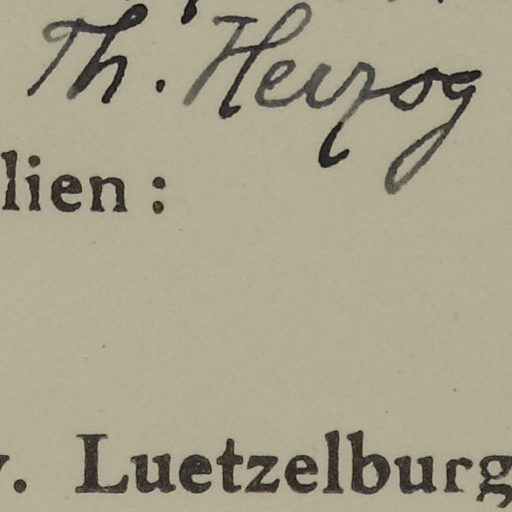 Th. Herzog
lien:
v. Luetzelburg